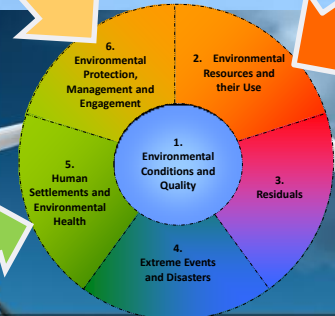 1.
Environmental
Conditions and
Quality
2. Environmental
Resources and
their Use
3.
Residuals
4.
Extreme Events
and Disasters
5.
Human
Settlements and
Environmental
Health
6.
Environmental
Protection,
Management and
Engagement